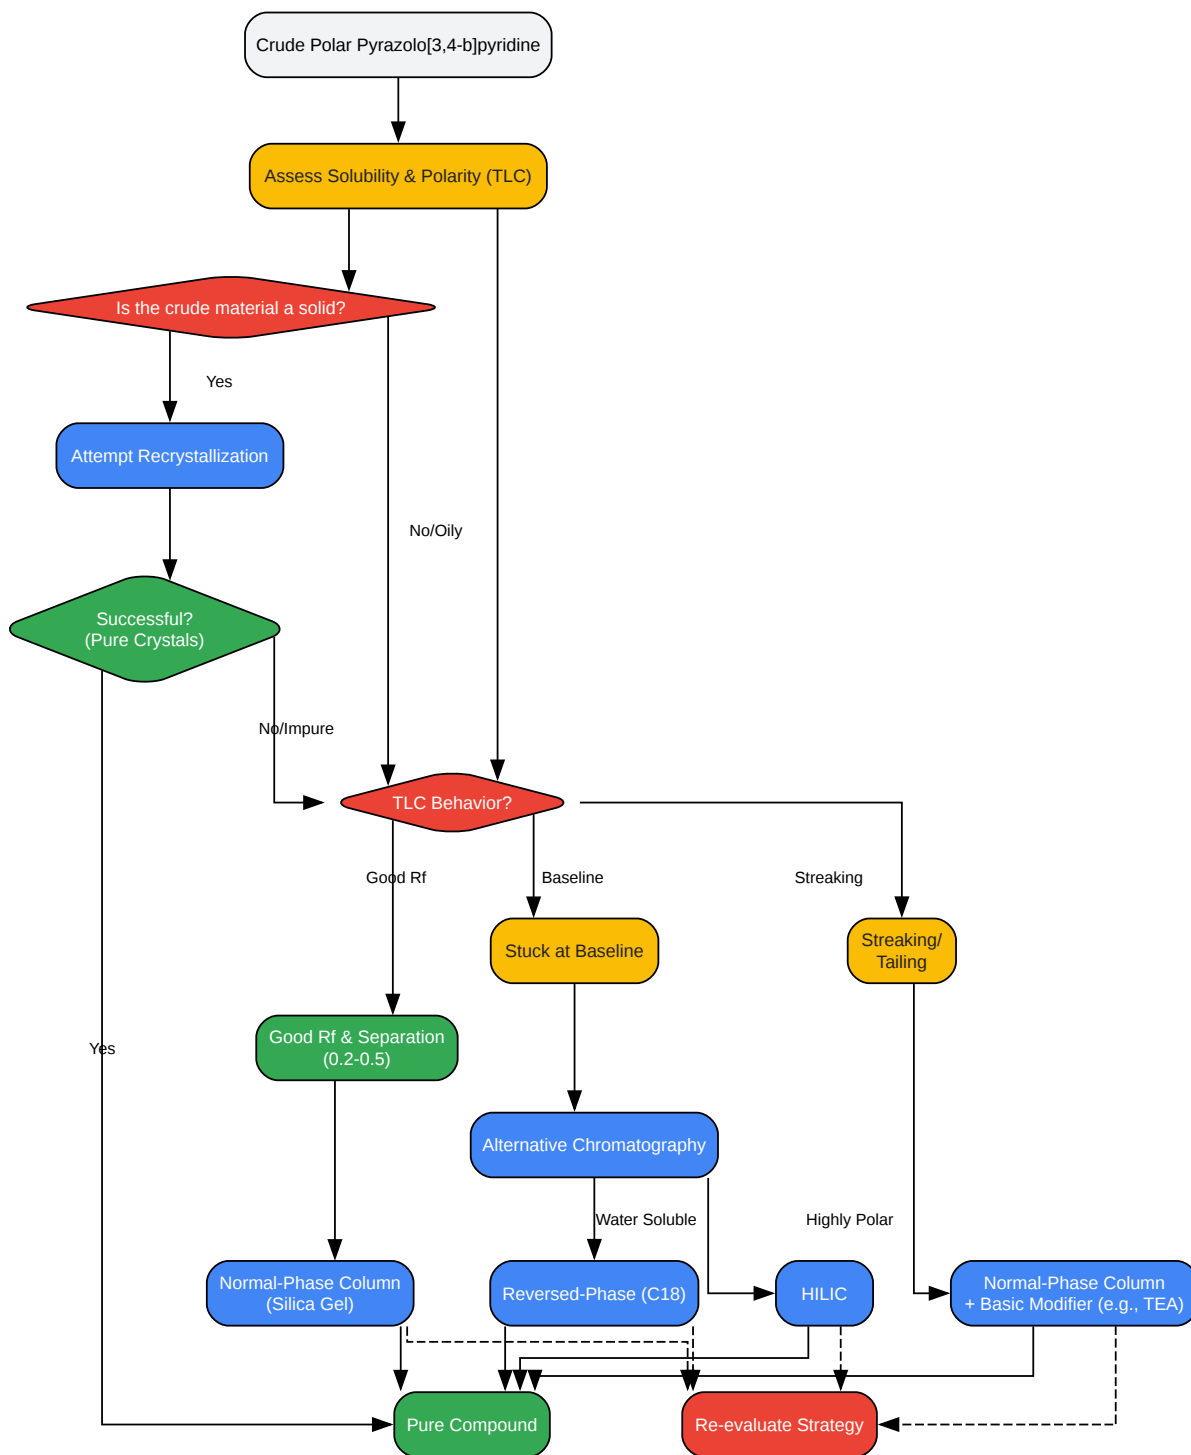 Crude Polar Pyrazolo[3,4-b]pyridine
Assess Solubility & Polarity (TLC)
Is the crude material a solid?
Yes
Attempt Recrystallization
No/Oily
Successful?
(Pure Crystals)
No/Impure
TLC Behavior?
Good Rf
Baseline
Streaking
Stuck at Baseline
Streaking/
Tailing
Good Rf & Separation
(0.2-0.5)
Yes
Alternative Chromatography
Water Soluble
Highly Polar
Normal-Phase Column
(Silica Gel)
Reversed-Phase (C18)
HILIC
Normal-Phase Column
+ Basic Modifier (e.g., TEA)
Pure Compound
Re-evaluate Strategy